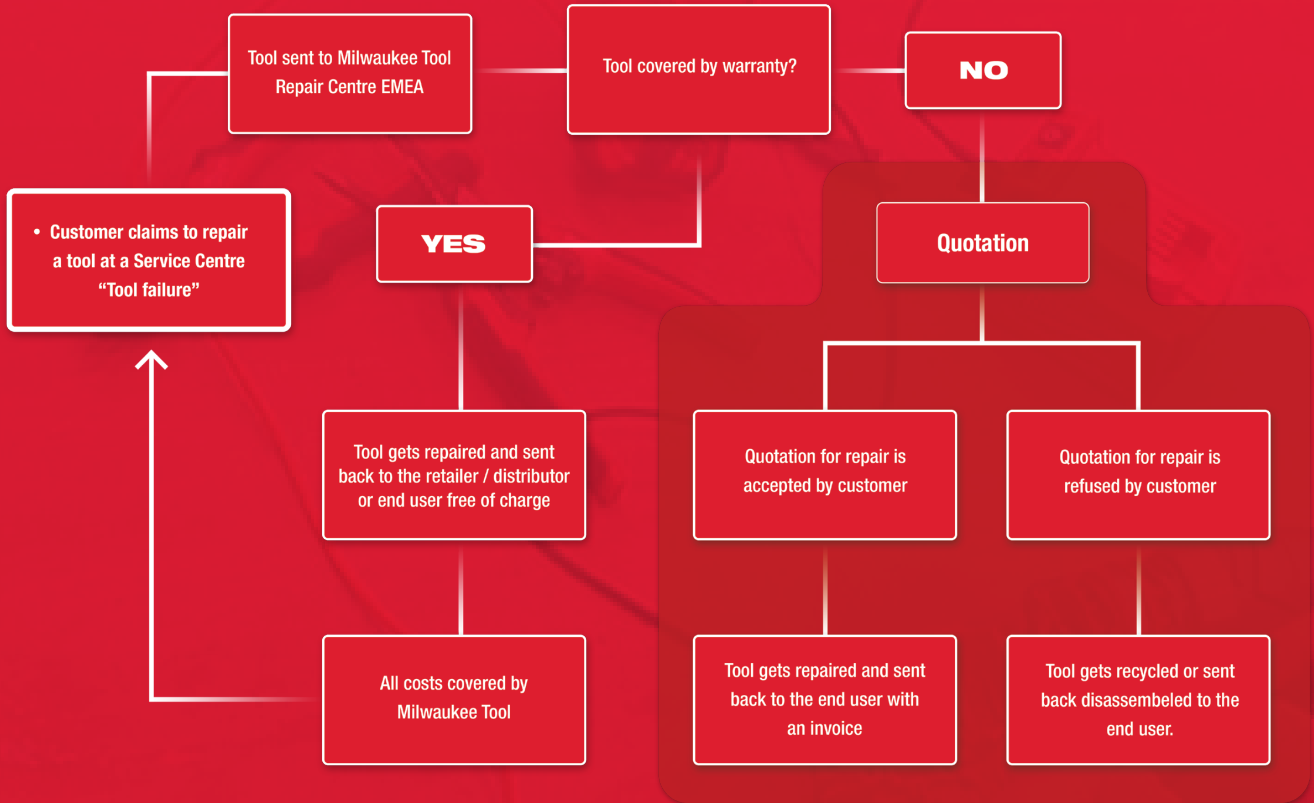 Tool sent to Milwaukee Tool
Repair Centre EMEA
Tool covered by warranty?
NO
• Customer claims to repair
a tool at a Service Centre
“Tool failure”
YES
Quotation
Tool gets repaired and sent
back to the retailer / distributor
or end user free of charge
Quotation for repair is
accepted by customer
Quotation for repair is
refused by customer
All costs covered by
Milwaukee Tool
Tool gets repaired and sent
back to the end user with
an invoice
Tool gets recycled or sent
back disassembeled to the
end user.